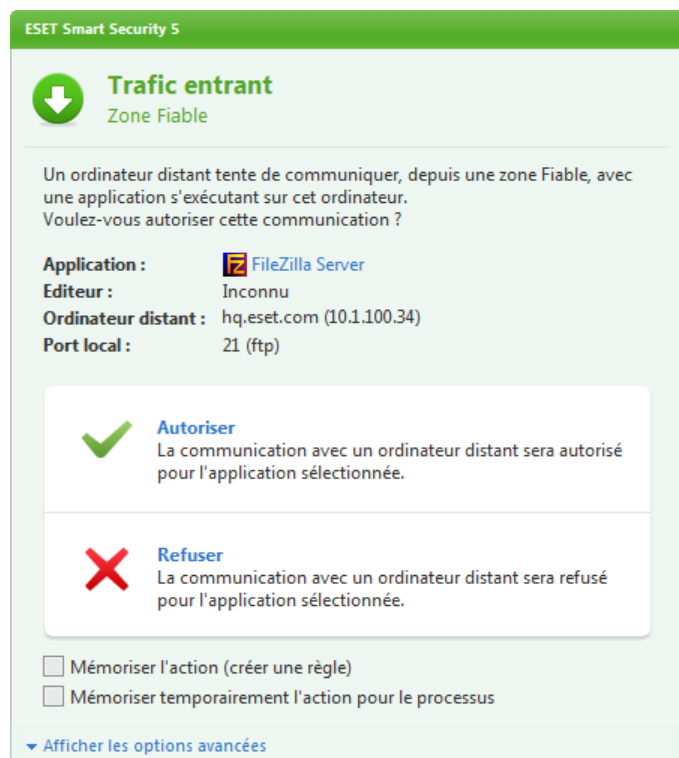 ESET Smart Security 5
Trafic entrant
Zone Fiable
Un ordinateur distant tente de communiquer, depuis une zone Fiable, avec
une application s'exécutant sur cet ordinateur.
Voulez-vous autoriser cette communication ?
Application : FileZilla Server
Editeur : Inconnu
Ordinateur distant : hq.eset.com (10.1.100.34)
Port local : 21 (ftp)
Autoriser
La communication avec un ordinateur distant sera autorisé
pour l'application sélectionnée.
Refuser
La communication avec un ordinateur distant sera refusé
pour l'application sélectionnée.
Mémoriser l'action (créer une règle)
Mémoriser temporairement l'action pour le processus
Afficher les options avancées